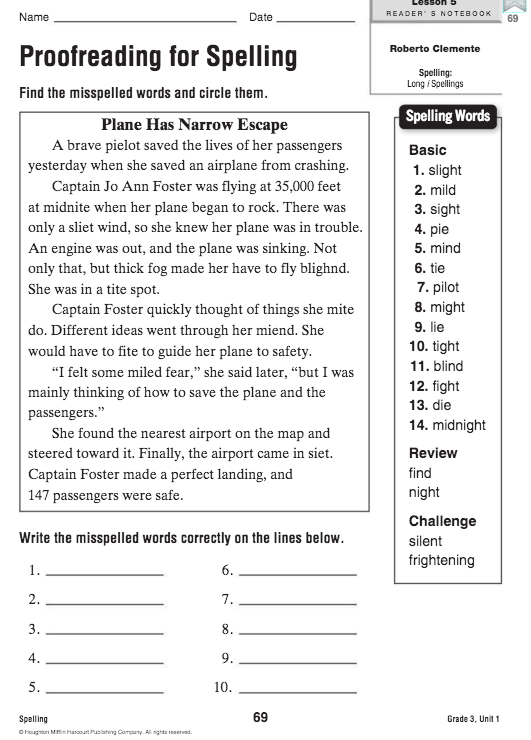 Name Date
Lesson 5
READER'S NOTEBOOK
69
Proofreading for Spelling
Roberto Clemente
Spelling:
Long i Spellings
Find the misspelled words and circle them.
Plane Has Narrow Escape
A brave pielot saved the lives of her passengers
yesterday when she saved an airplane from crashing.
Captain Jo Ann Foster was flying at 35,000 feet
at midnite when her plane began to rock. There was
only a sliet wind, so she knew her plane was in trouble.
An engine was out, and the plane was sinking. Not
only that, but thick fog made her have to fly blighnd.
She was in a tite spot.
Captain Foster quickly thought of things she mite
do. Different ideas went through her miend. She
would have to fite to guide her plane to safety.
“I felt some miled fear,” she said later, “but I was
mainly thinking of how to save the plane and the
passengers.”
She found the nearest airport on the map and
steered toward it. Finally, the airport came in siet.
Captain Foster made a perfect landing, and
147 passengers were safe.
Spelling Words
Basic
1. slight
2. mild
3. sight
4. pie
5. mind
6. tie
7. pilot
8. might
9. lie
10. tight
11. blind
12. fight
13. die
14. midnight
Review
find
night
Challenge
silent
frightening
Write the misspelled words correctly on the lines below.
1.
2.
3.
4.
5.
6.
7.
8.
9.
10.
Spelling
69
Grade 3, Unit 1
© Houghton Mifflin Harcourt Publishing Company. All rights reserved.